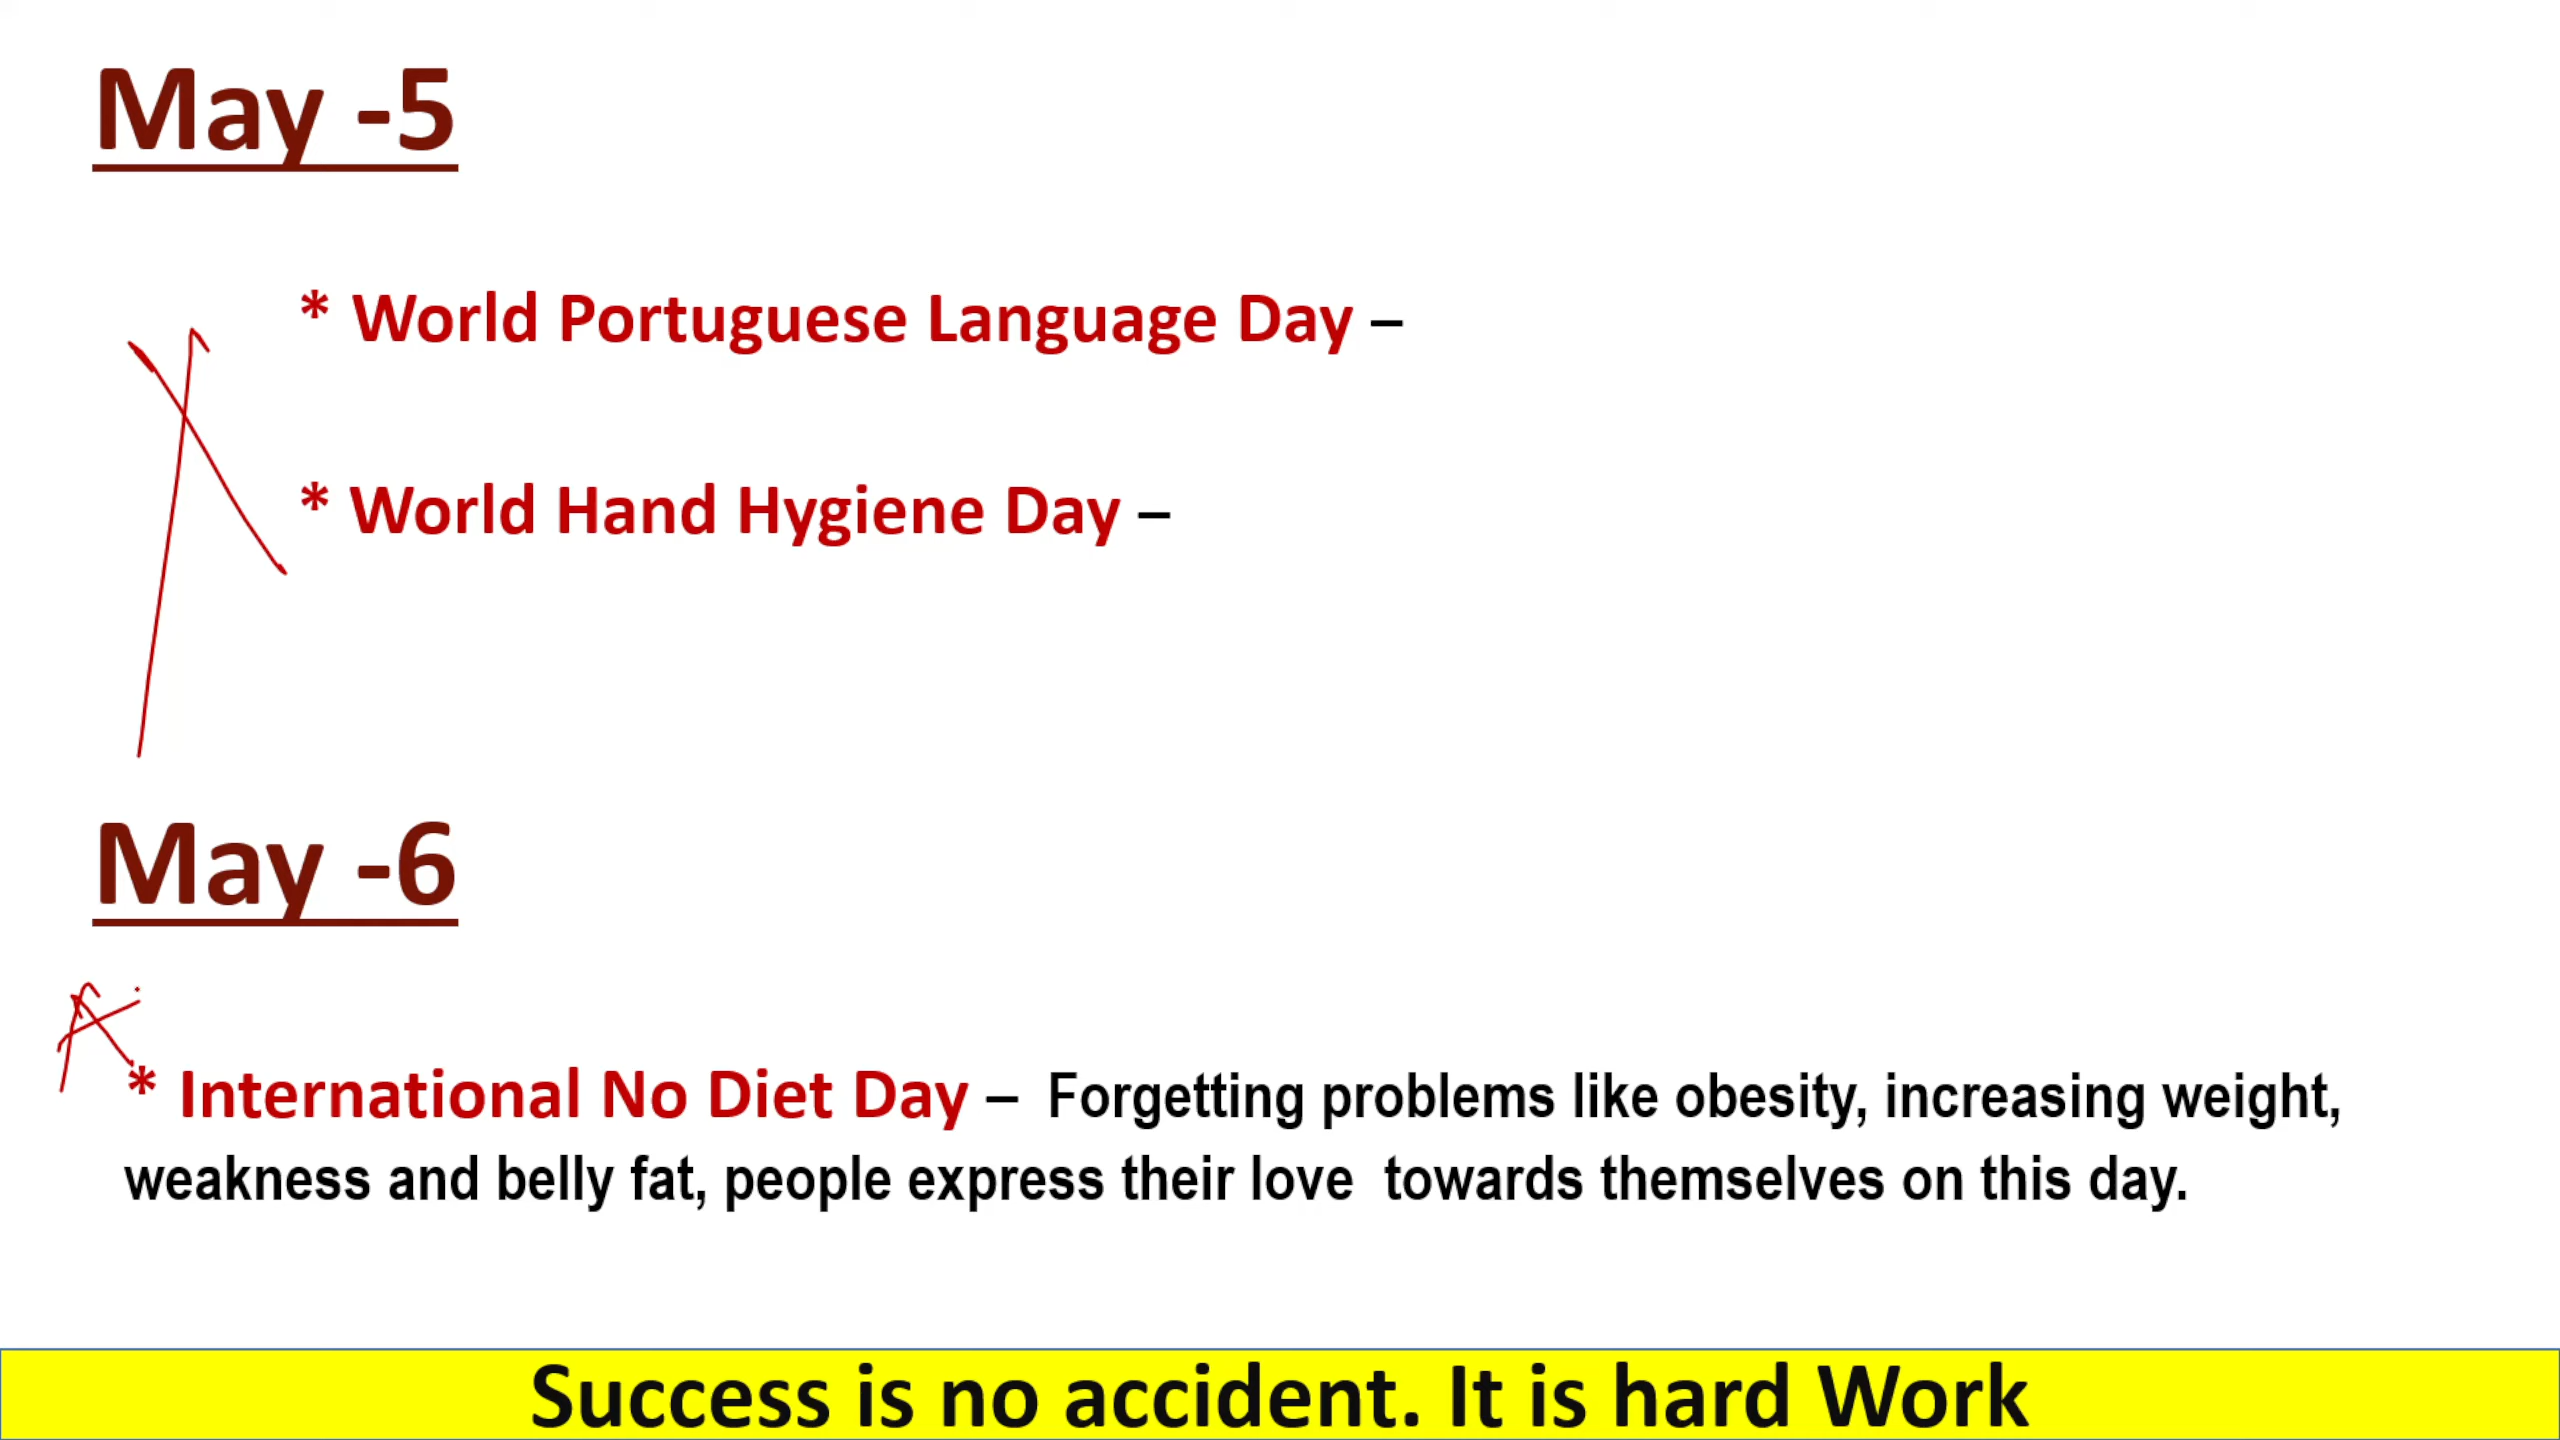 May -5
* World Portuguese Language Day –
* World Hand Hygiene Day –
May -6
* International No Diet Day – Forgetting problems like obesity, increasing weight,
weakness and belly fat, people express their love towards themselves on this day.
Success is no accident. It is hard Work